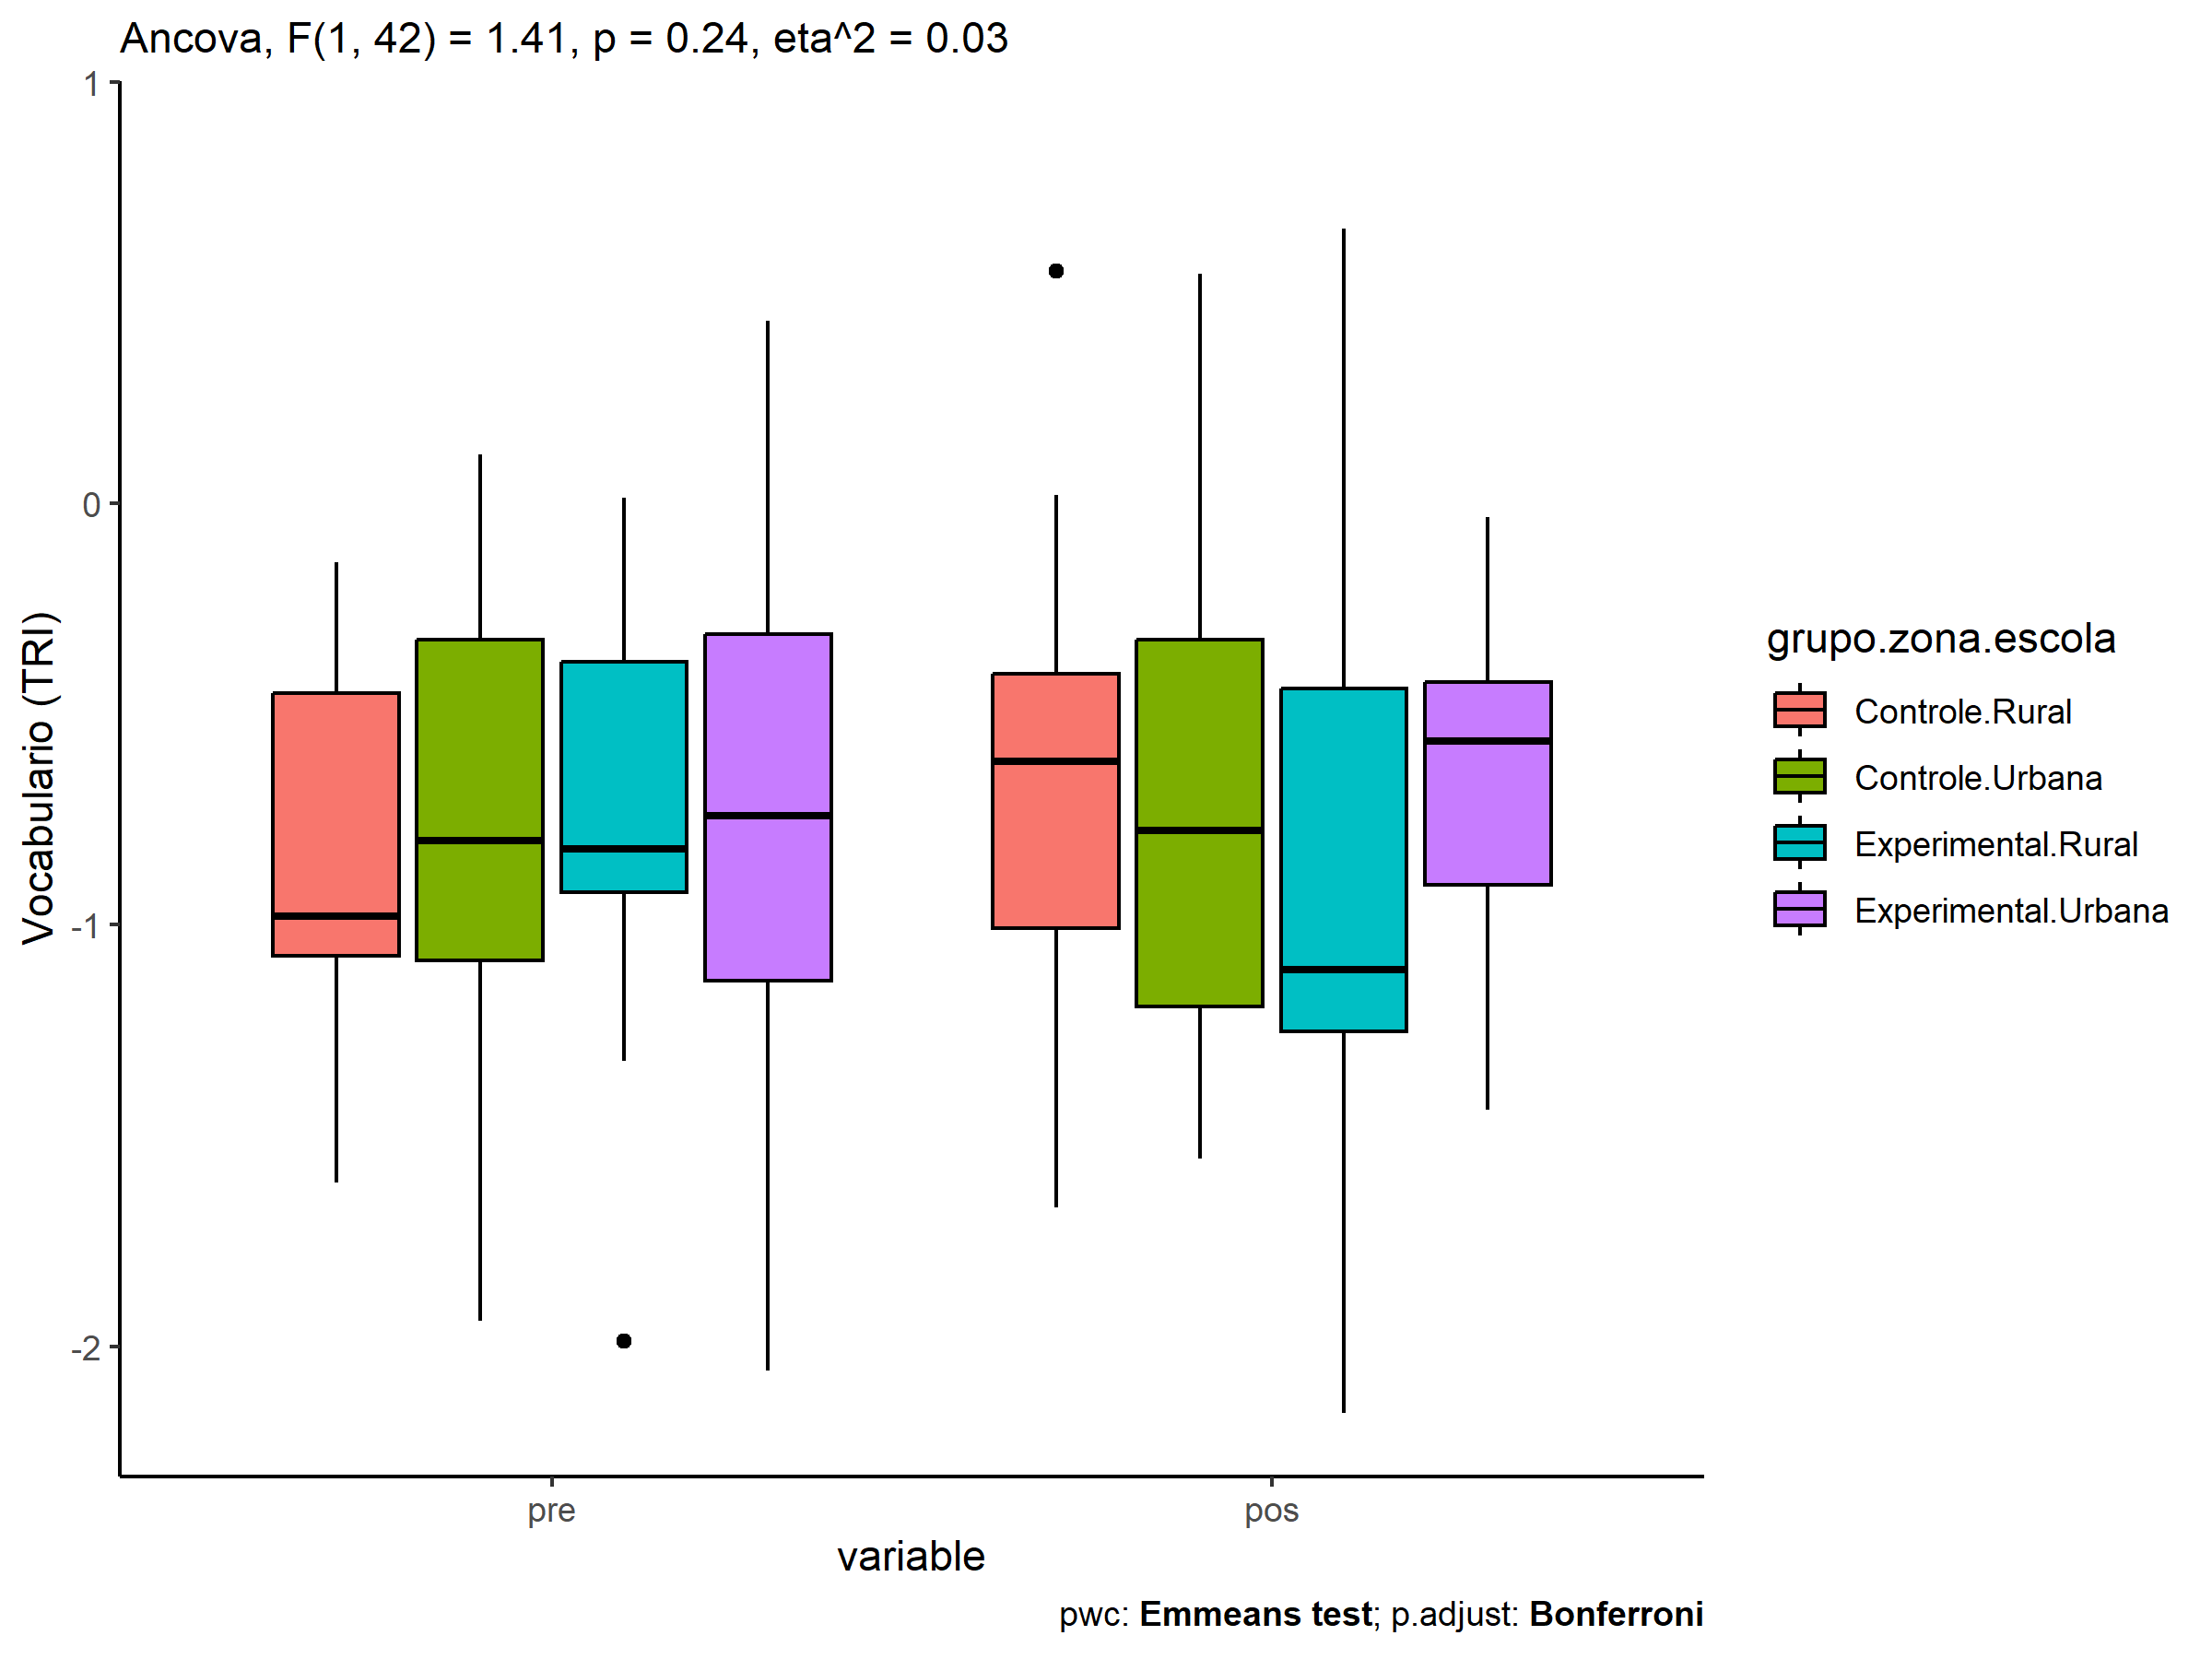 Ancova, F(1, 42) = 1.41, p = 0.24, eta^2 = 0.03
1
0
-1
-2
Vocabulario (TRI)
pre
pos
variable
grupo.zona.escola
Controle.Rural
Controle.Urbana
Experimental.Rural
Experimental.Urbana
pwc: Emmeans test; p.adjust: Bonferroni